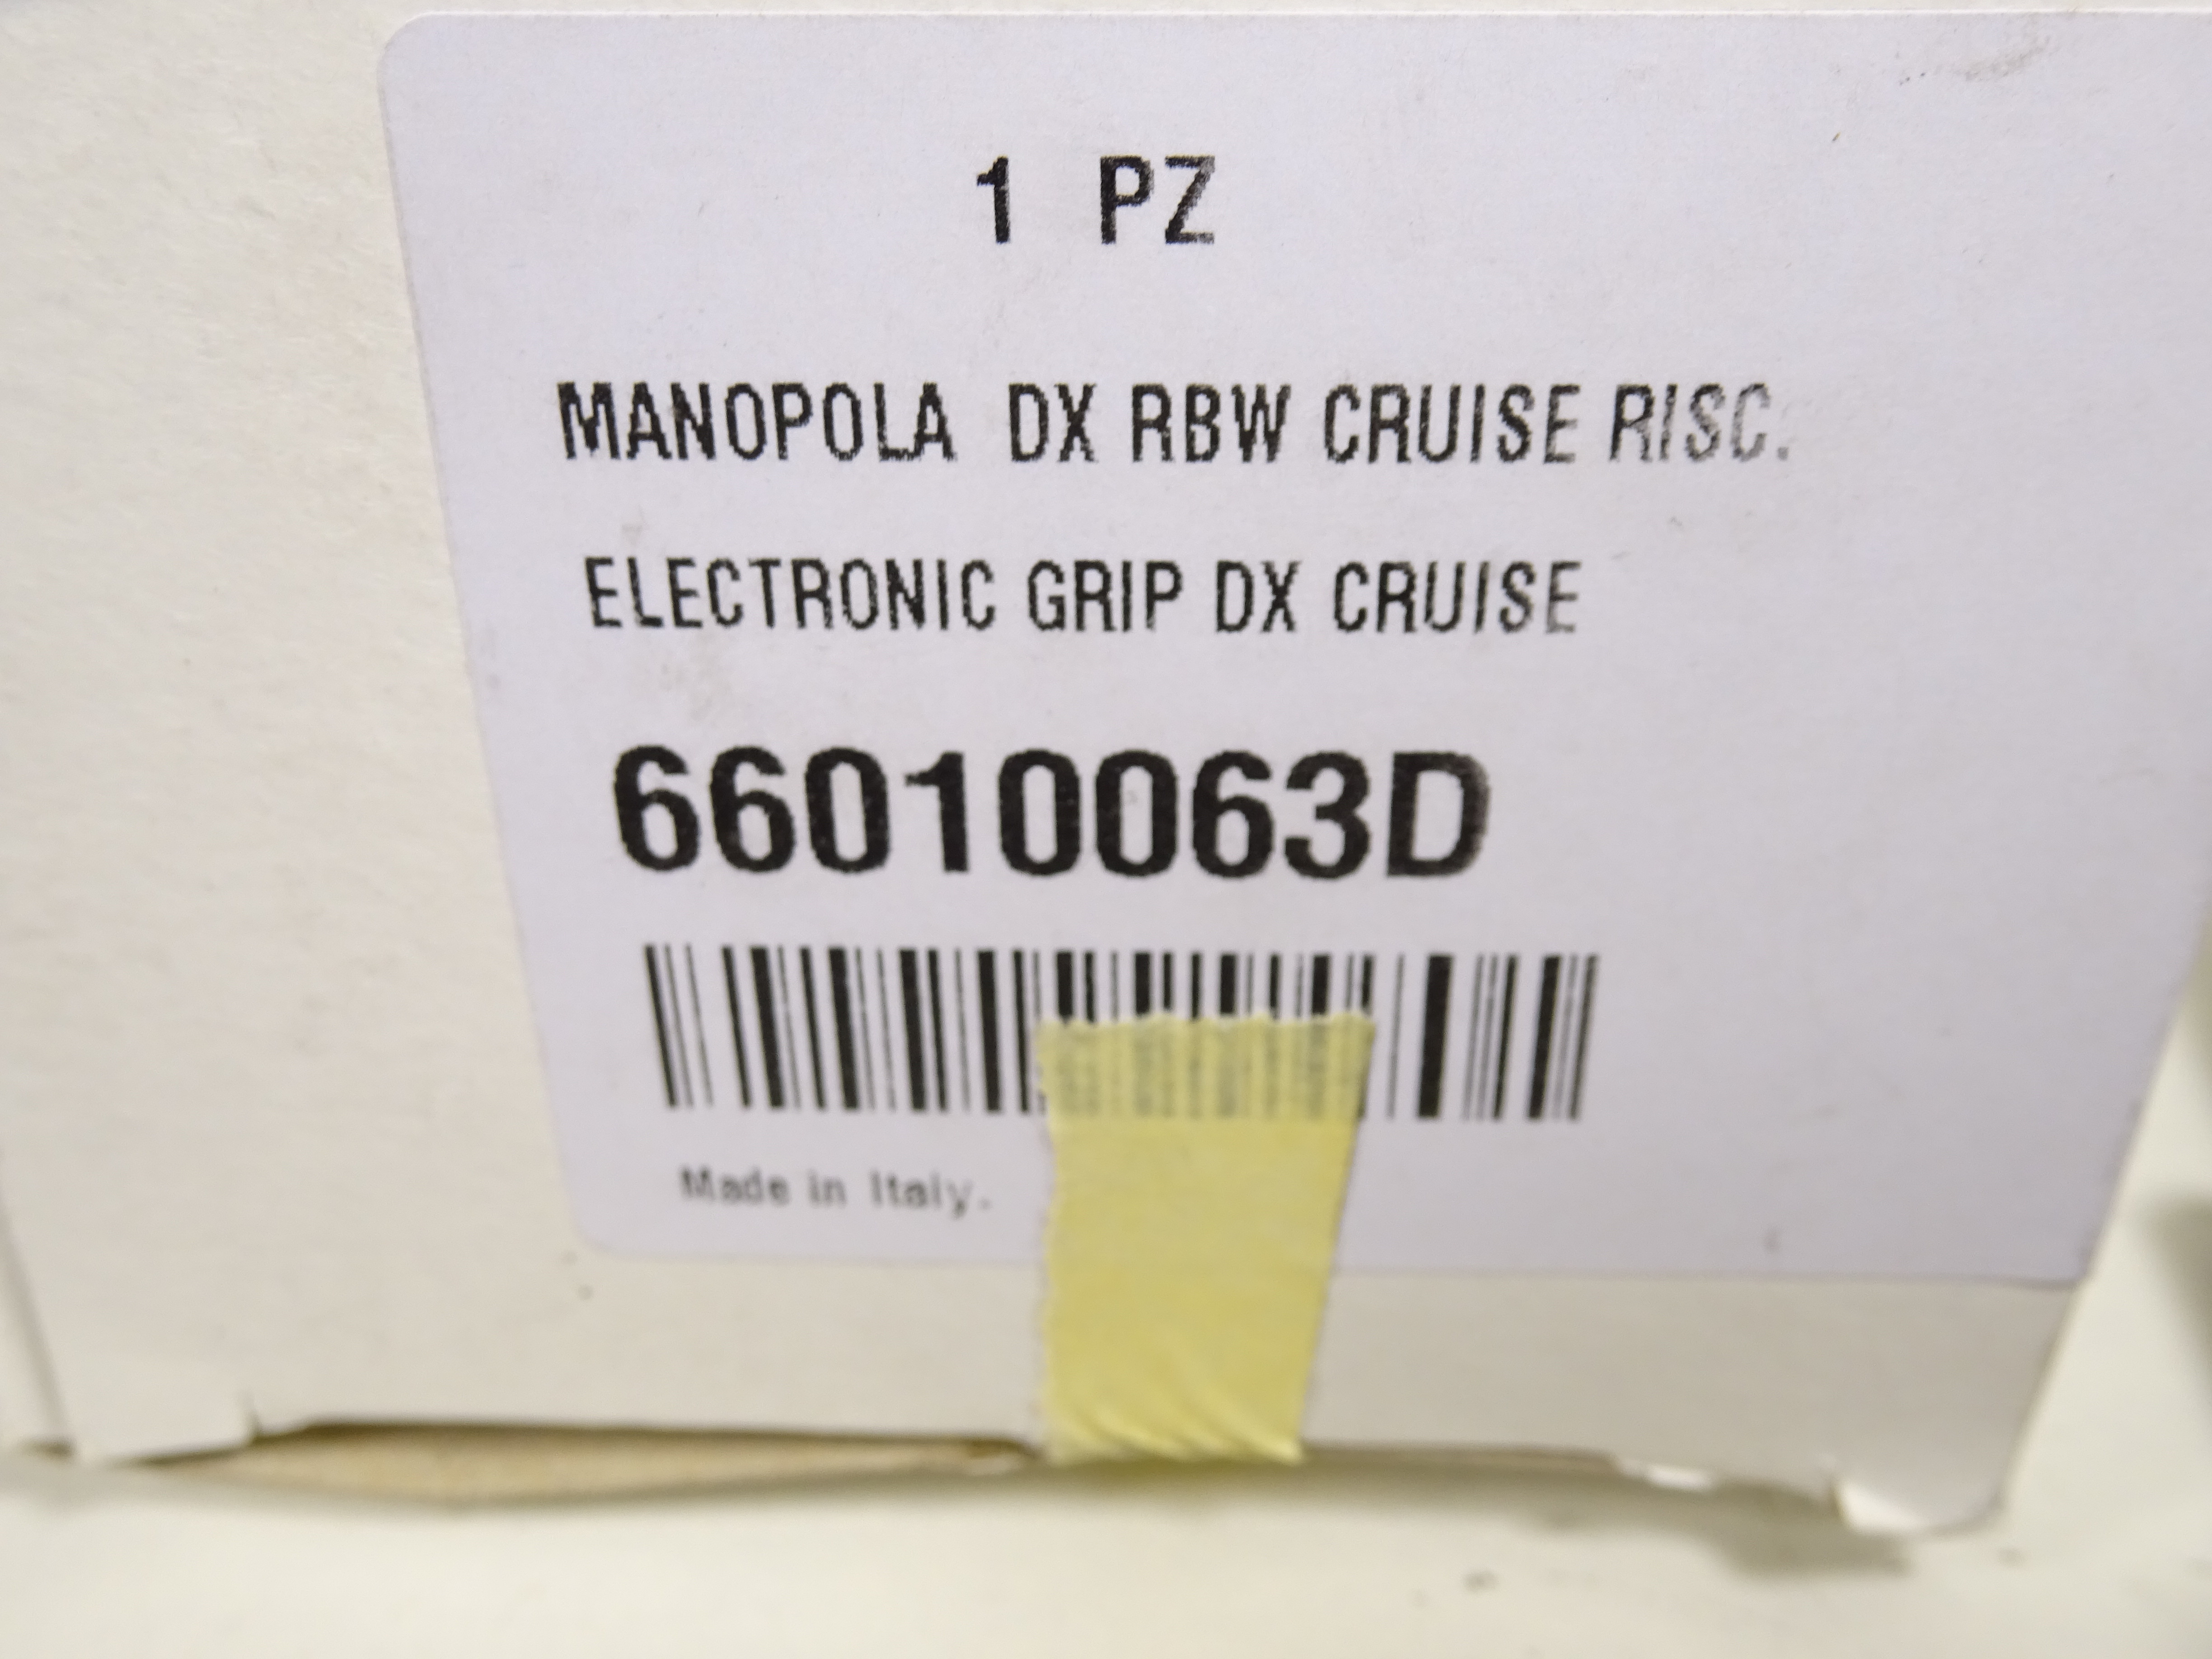 1 PZ
MANOPOLA DX RBW CRUISE RISC.
ELECTRONIC GRIP DX CRUISE
66010063D
Made in Italy.